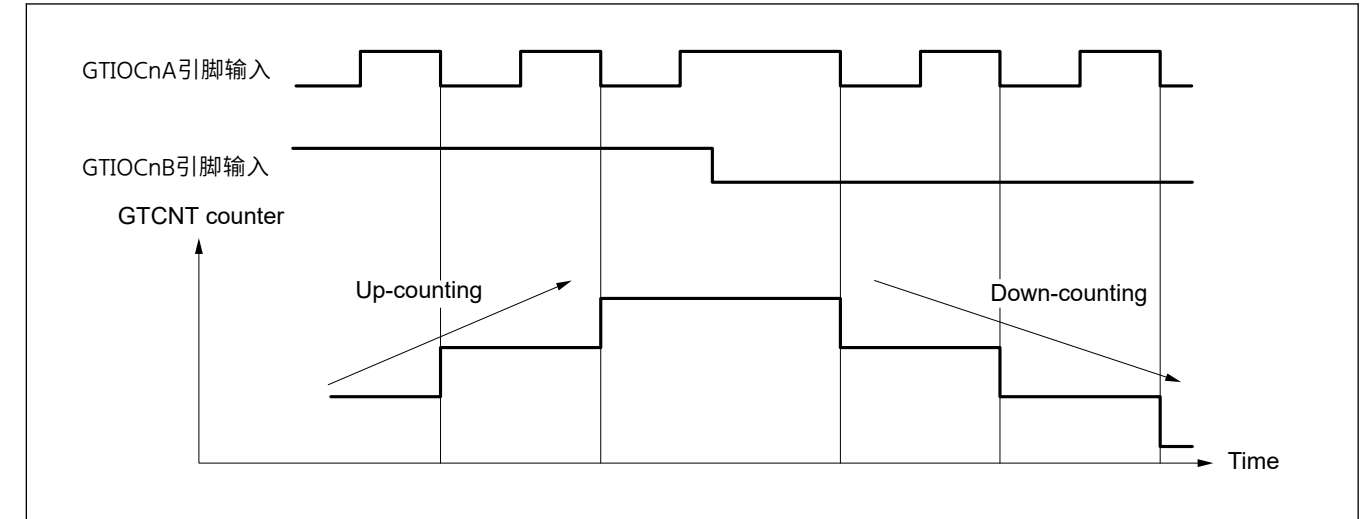 GTIOCnA引脚输入
GTIOCnB引脚输入
GTCNT counter
Up-counting
Down-counting
Time